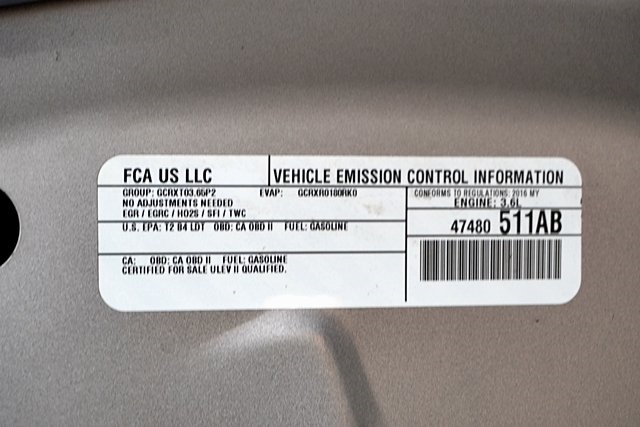 FCA US LLC
VEHICLE EMISSION CONTROL INFORMATION
GROUP: GCRXT03.65P2 EVAP: GCRXR0180RK0
NO ADJUSTMENTS NEEDED
EGR / EGRC / HO2S / SFI / TWC
CONFORMS TO REGULATIONS: 2016 MY
ENGINE: 3.6L
U.S. EPA: T2 B4 LDT OBD: CA OBD II FUEL: GASOLINE
47480 511AB
CA: OBD: CA OBD II FUEL: GASOLINE
CERTIFIED FOR SALE ULEV II QUALIFIED.